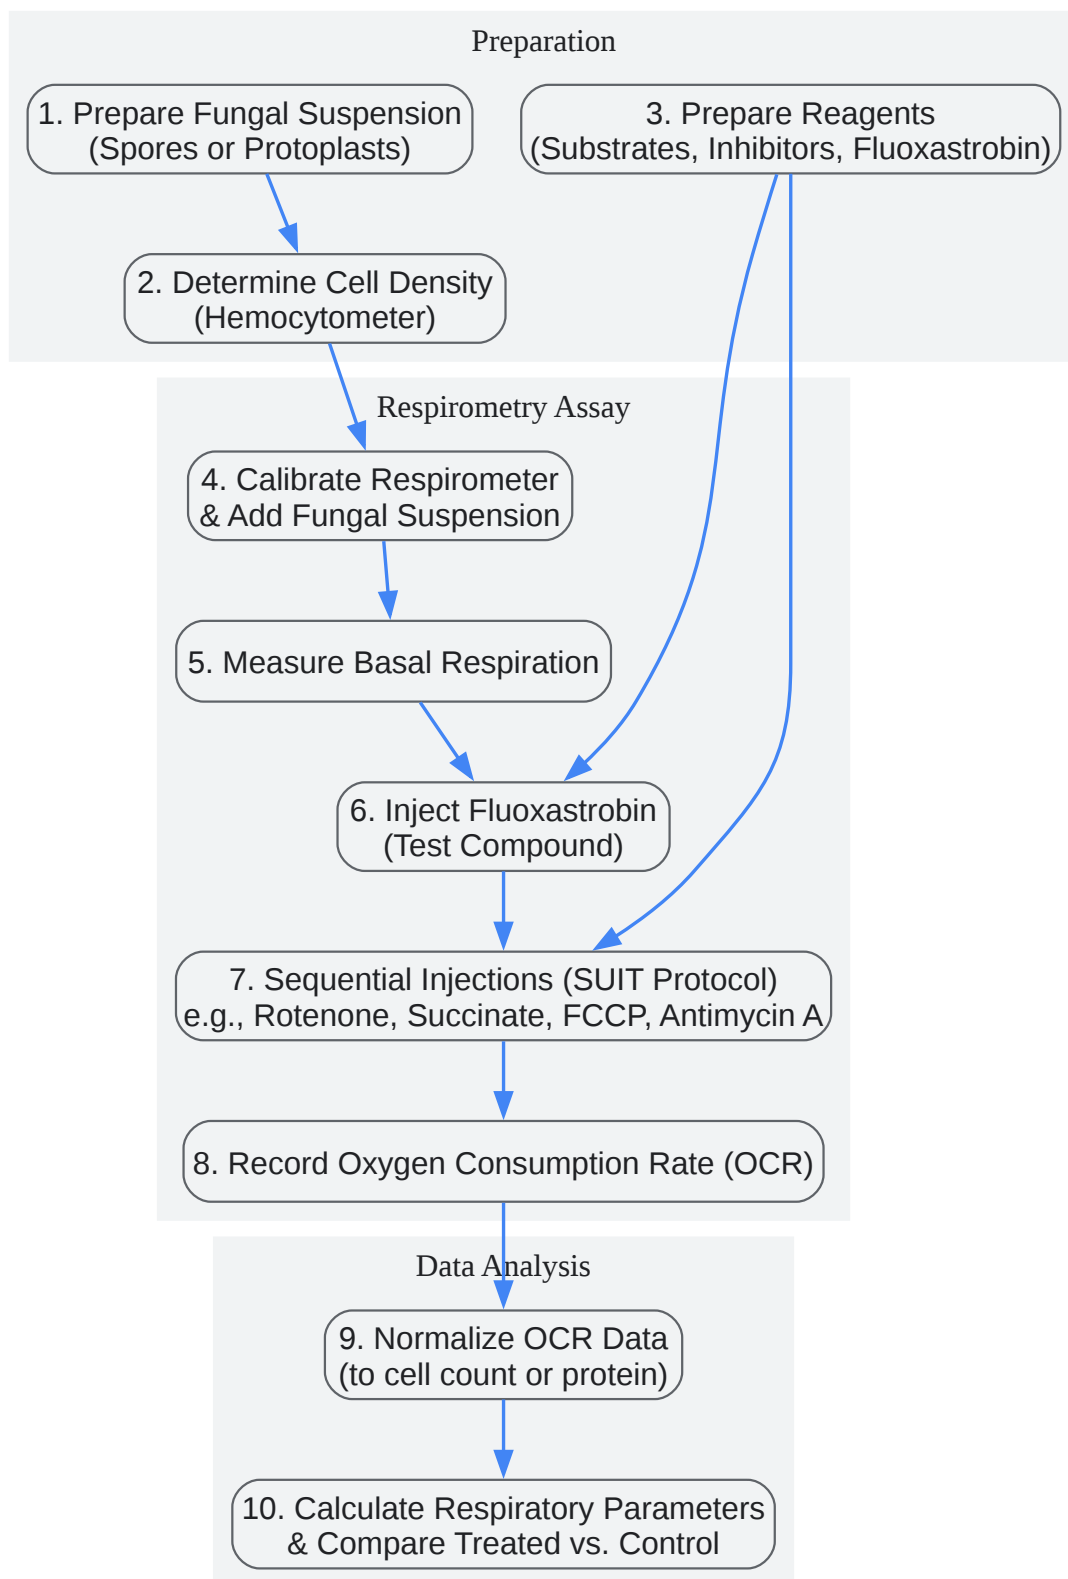 Preparation
1. Prepare Fungal Suspension
(Spores or Protoplasts)
3. Prepare Reagents
(Substrates, Inhibitors, Fluoxastrobin)
2. Determine Cell Density
(Hemocytometer)
Respirometry Assay
4. Calibrate Respirometer
& Add Fungal Suspension
5. Measure Basal Respiration
6. Inject Fluoxastrobin
(Test Compound)
7. Sequential Injections (SUIT Protocol)
e.g., Rotenone, Succinate, FCCP, Antimycin A
8. Record Oxygen Consumption Rate (OCR)
Data Analysis
9. Normalize OCR Data
(to cell count or protein)
10. Calculate Respiratory Parameters
& Compare Treated vs. Control